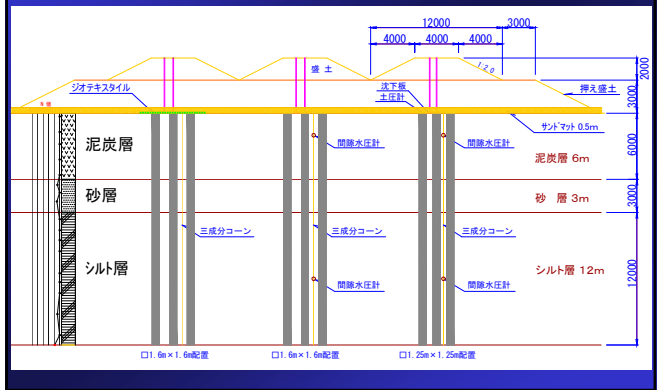 12000
3000
4000
4000
4000
2000
1:2.0
盛 土
ジオテキスタイル
沈下板
土圧計
押え盛土
3000
N 値
サンドマット 0.5m
泥炭層
間隙水圧計
間隙水圧計
泥炭層 6m
6000
砂層
砂 層 3m
3000
三成分コーン
三成分コーン
三成分コーン
シルト層
シルト層 12m
12000
間隙水圧計
間隙水圧計
□1.6m×1.6m配置
□1.6m×1.6m配置
□1.25m×1.25m配置